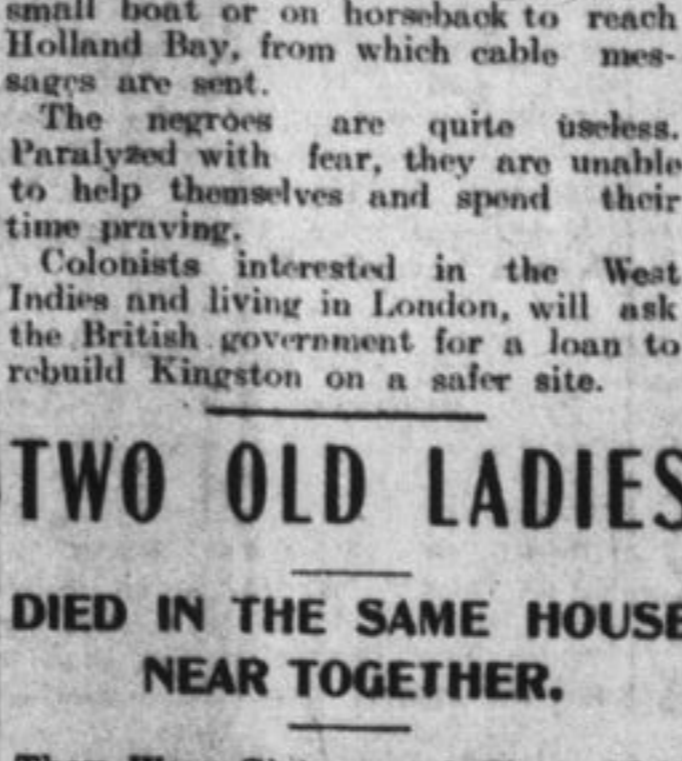 small boat or on horseback to reach
Holland Bay, from which cable mes-
sages are sent.
The negroes are quite useless.
Paralyzed with fear, they are unable
to help themselves and spend their
time praying.
Colonists interested in the West
Indies and living in London, will ask
the British government for a loan to
rebuild Kingston on a safer site.
TWO OLD LADIES
DIED IN THE SAME HOUSE
NEAR TOGETHER.